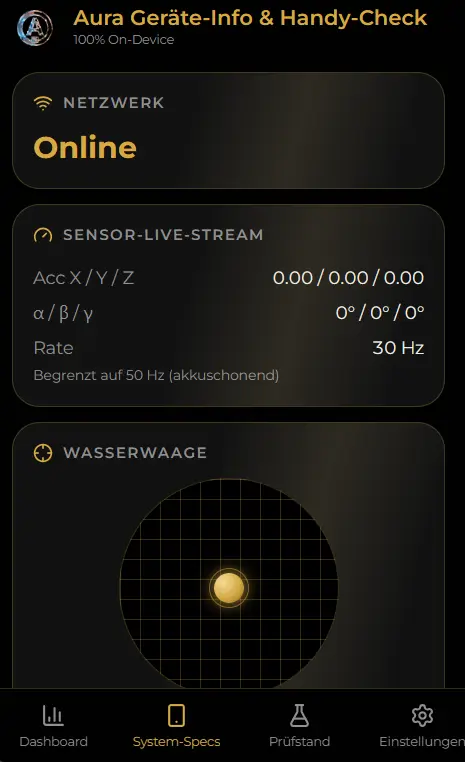 Aura Geräte-Info & Handy-Check
100% On-Device
NETZWERK
Online
SENSOR-LIVE-STREAM
Acc X / Y / Z 0.00 / 0.00 / 0.00
α / β / γ 0° / 0° / 0°
Rate 30 Hz
Begrenzt auf 50 Hz (akkuschonend)
WASSERWAAGE
Dashboard System-Specs Prüfstand Einstellungen